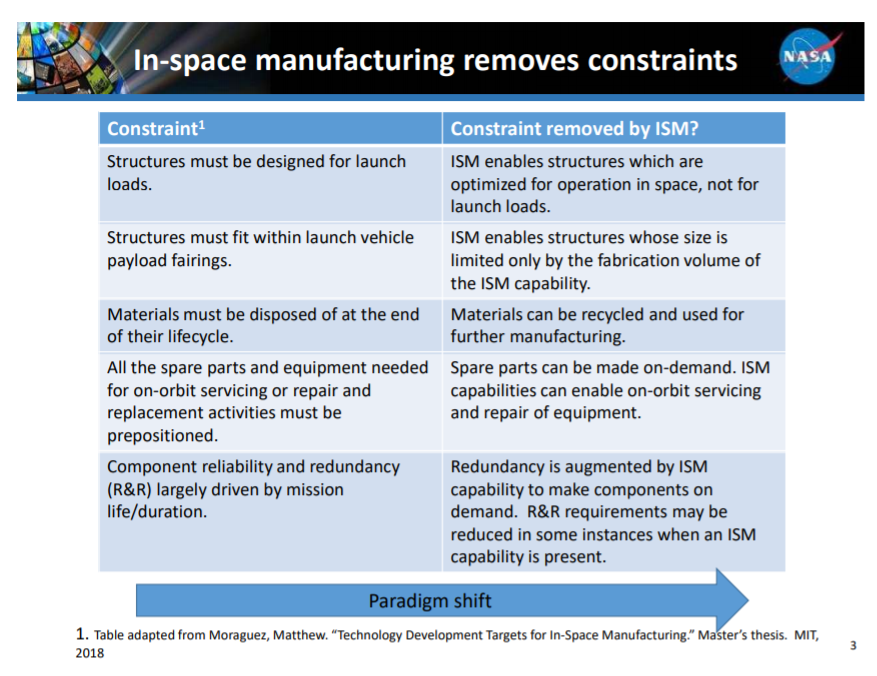 In-space manufacturing removes constraints
NASA
Constraint1
Constraint removed by ISM?
Structures must be designed for launch
loads.
ISM enables structures which are
optimized for operation in space, not for
launch loads.
Structures must fit within launch vehicle
payload fairings.
ISM enables structures whose size is
limited only by the fabrication volume of
the ISM capability.
Materials must be disposed of at the end
of their lifecycle.
Materials can be recycled and used for
further manufacturing.
All the spare parts and equipment needed
for on-orbit servicing or repair and
replacement activities must be
prepositioned.
Spare parts can be made on-demand. ISM
capabilities can enable on-orbit servicing
and repair of equipment.
Component reliability and redundancy
(R&R) largely driven by mission
life/duration.
Redundancy is augmented by ISM
capability to make components on
demand.  R&R requirements may be
reduced in some instances when an ISM
capability is present.
Paradigm shift
1. Table adapted from Moraguez, Matthew. “Technology Development Targets for In-Space Manufacturing.” Master’s thesis.  MIT,
2018
3